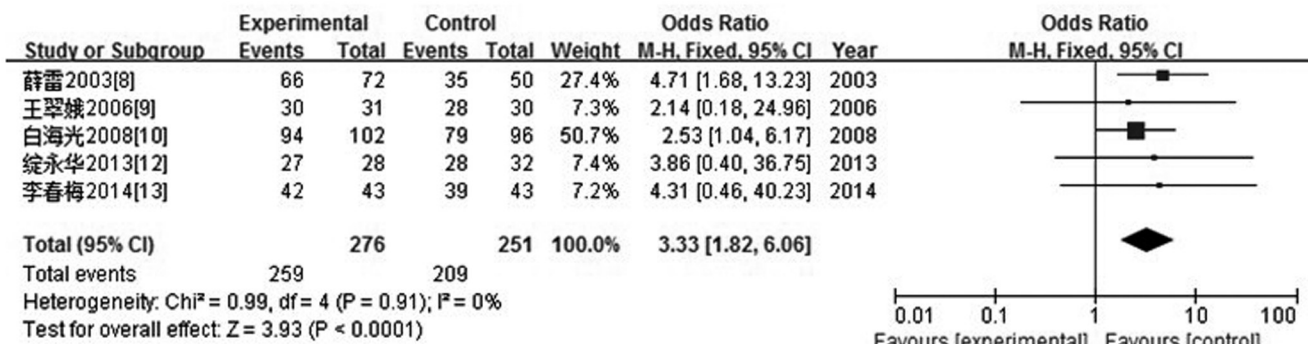 Experimental Control Odds Ratio Odds Ratio
Study or Subgroup Events Total Events Total Weight M-H, Fixed, 95% CI Year M-H, Fixed, 95% CI
薛雷2003[8] 66 72 35 50 27.4% 4.71 [1.68, 13.23] 2003
王翠娥2006[9] 30 31 28 30 7.3% 2.14 [0.18, 24.96] 2006
白海光2008[10] 94 102 79 96 50.7% 2.53 [1.04, 6.17] 2008
绽永华2013[12] 27 28 28 32 7.4% 3.86 [0.40, 36.75] 2013
李春梅2014[13] 42 43 39 43 7.2% 4.31 [0.46, 40.23] 2014
Total (95% CI) 276 251 100.0% 3.33 [1.82, 6.06]
Total events 259 209
Heterogeneity: Chi² = 0.99, df = 4 (P = 0.91); I² = 0%
Test for overall effect: Z = 3.93 (P < 0.0001)
0.01 0.1 1 10 100
Favours [experimental] Favours [control]